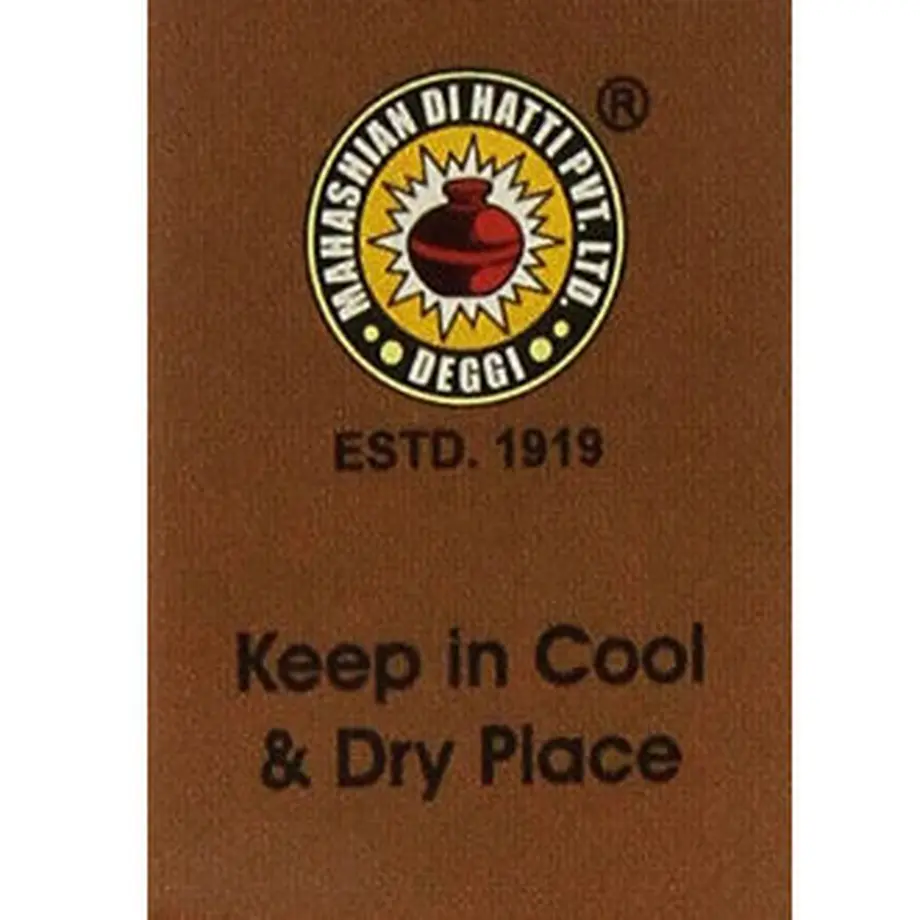 MAHASHIAN DI HATTI PVT. LTD.
®
DEGGI
ESTD. 1919
Keep in Cool
& Dry Place